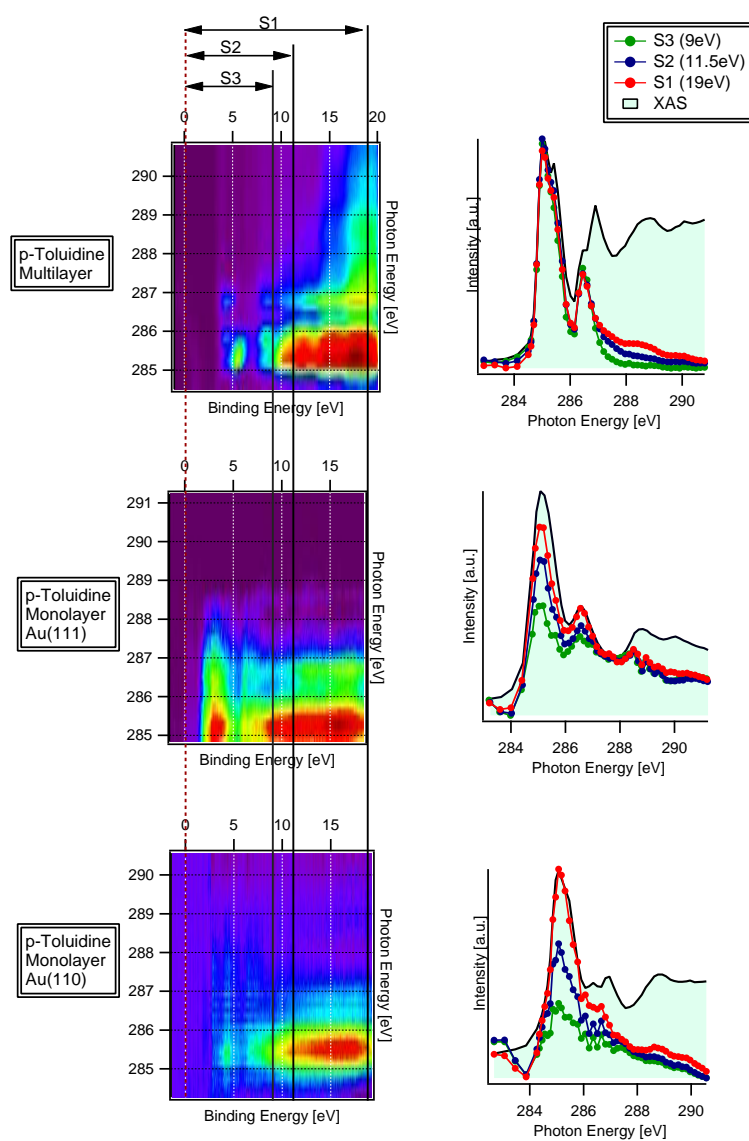 S1
S2
S3
S3 (9eV)
S2 (11.5eV)
S1 (19eV)
XAS
p-Toluidine
Multilayer
0 5 10 15 20
290
289
288
287
286
285
Photon Energy [eV]
Binding Energy [eV]
Intensity [a.u.]
284 286 288 290
Photon Energy [eV]
p-Toluidine
Monolayer
Au(111)
0 5 10 15
291
290
289
288
287
286
285
Photon Energy [eV]
Binding Energy [eV]
Intensity [a.u.]
284 286 288 290
Photon Energy [eV]
p-Toluidine
Monolayer
Au(110)
0 5 10 15
290
289
288
287
286
285
Photon Energy [eV]
Binding Energy [eV]
Intensity [a.u.]
284 286 288 290
Photon Energy [eV]